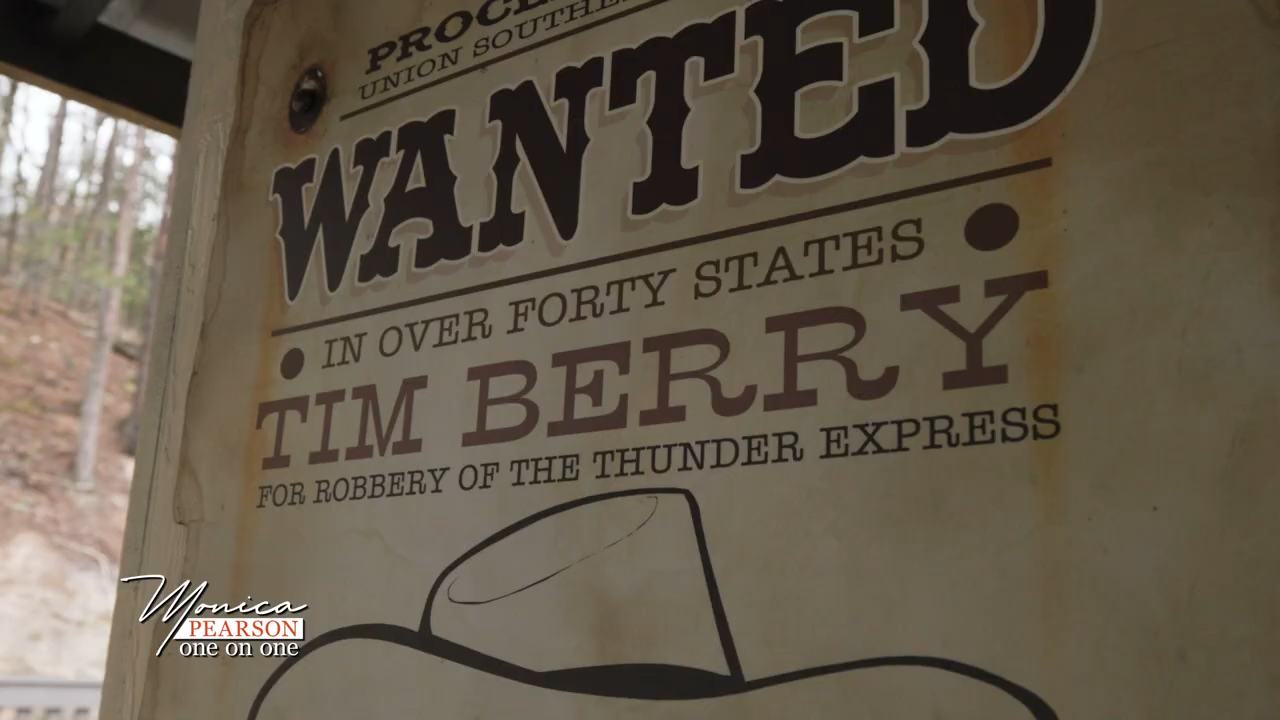 UNION
WANTED
IN OVER FORTY STATES
TIM BERRY
FOR ROBBERY OF THE THUNDER EXPRESS
Monica
PEARSON
one on one